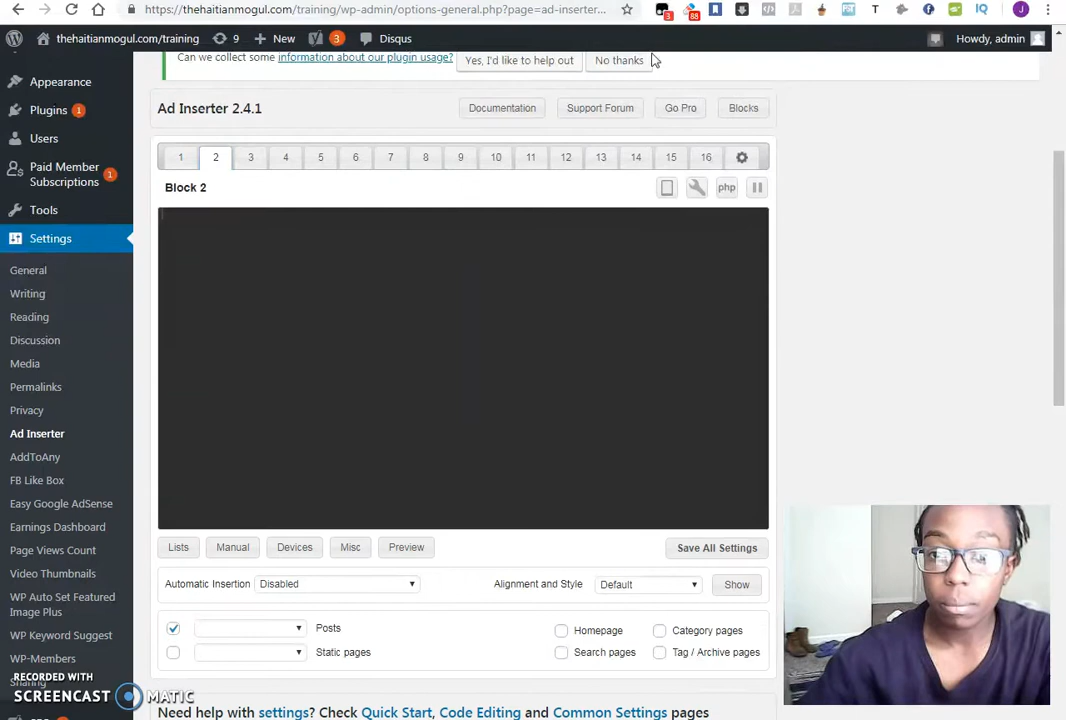 https://thehaitianmogul.com/training/wp-admin/options-general.php?page=ad-inserter...
3
88
T
IQ
J
thehaitianmogul.com/training
9
New
3
Disqus
Howdy, admin
Can we collect some information about our plugin usage?
Yes, I'd like to help out
No thanks
Appearance
Plugins 1
Users
Paid Member
Subscriptions 1
Tools
Settings
General
Writing
Reading
Discussion
Media
Permalinks
Privacy
Ad Inserter
AddToAny
FB Like Box
Easy Google AdSense
Earnings Dashboard
Page Views Count
Video Thumbnails
WP Auto Set Featured
Image Plus
WP Keyword Suggest
WP-Members
Ad Inserter 2.4.1
Documentation
Support Forum
Go Pro
Blocks
1 2 3 4 5 6 7 8 9 10 11 12 13 14 15 16
Block 2
php
Lists
Manual
Devices
Misc
Preview
Save All Settings
Automatic Insertion
Disabled
Alignment and Style
Default
Show
Posts
Homepage
Category pages
Static pages
Search pages
Tag / Archive pages
Need help with settings? Check Quick Start, Code Editing and Common Settings pages
RECORDED WITH
SCREENCAST MATIC